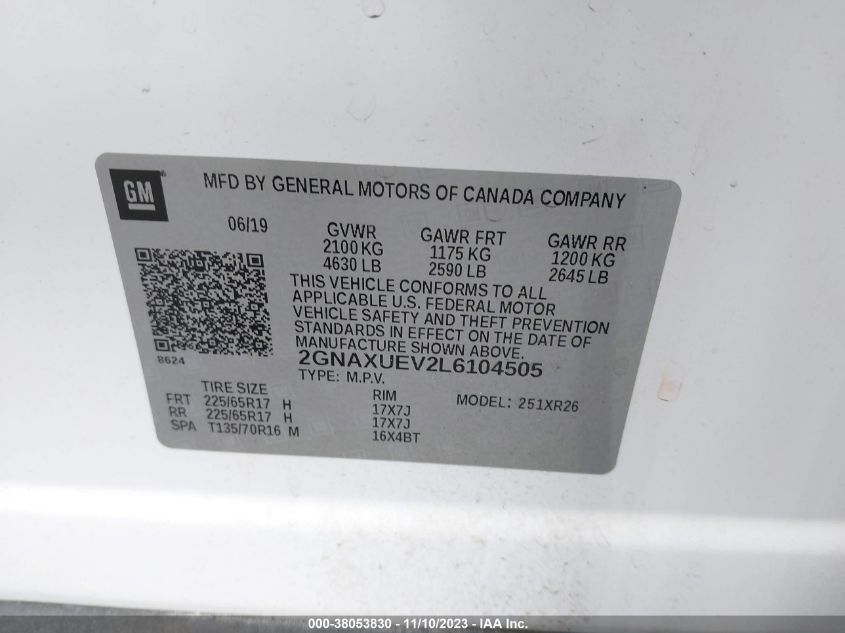 GM
MFD BY GENERAL MOTORS OF CANADA COMPANY
06/19
GVWR GAWR FRT GAWR RR
2100 KG 1175 KG 1200 KG
4630 LB 2590 LB 2645 LB
THIS VEHICLE CONFORMS TO ALL
APPLICABLE U.S. FEDERAL MOTOR
VEHICLE SAFETY AND THEFT PREVENTION
STANDARDS IN EFFECT ON THE DATE OF
MANUFACTURE SHOWN ABOVE.
8624
2GNAXUEV2L6104505
TYPE: M.P.V.
TIRE SIZE RIM MODEL: 251XR26
FRT 225/65R17 H 17X7J
RR 225/65R17 H 17X7J
SPA T135/70R16 M 16X4BT
000-38053830 - 11/10/2023 - IAA Inc.